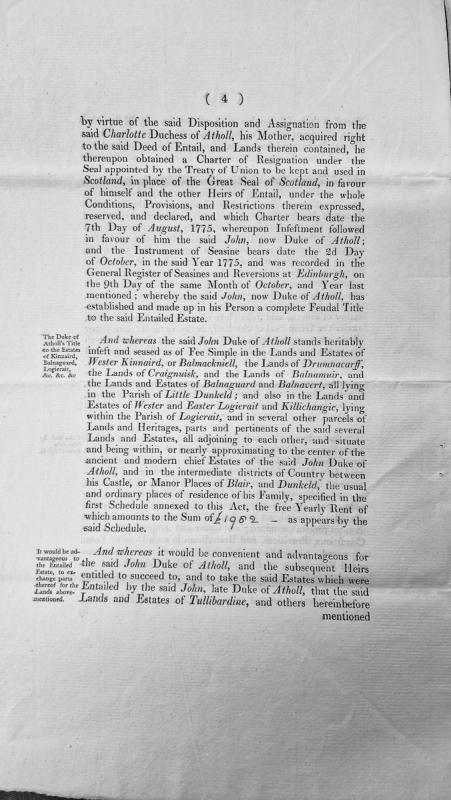 ( 4 )
by virtue of the said Disposition and Assignation from the
said Charlotte Duchess of Atholl, his Mother, acquired right
to the said Deed of Entail, and Lands therein contained, he
thereupon obtained a Charter of Resignation under the
Seal appointed by the Treaty of Union to be kept and used in
Scotland, in place of the Great Seal of Scotland, in favour
of himself and the other Heirs of Entail, under the whole
Conditions, Provisions, and Restrictions therein expressed,
reserved, and declared, and which Charter bears date the
7th Day of August, 1775, whereupon Infeftment followed
in favour of him the said John, now Duke of Atholl;
and the Instrument of Seasine bears date the 2d Day
of October, in the said Year 1775, and was recorded in the
General Register of Seasines and Reversions at Edinburgh, on
the 9th Day of the same Month of October, and Year last
mentioned; whereby the said John, now Duke of Atholl, has
established and made up in his Person a complete Feudal Title
to the said Entailed Estate.
The Duke of
Atholl's Title
to the Estates
of Kinnaird,
Balnaguard,
Logierait,
&c. &c. &c
And whereas the said John Duke of Atholl stands heritably
infeft and seased as of Fee Simple in the Lands and Estates of
Wester Kinnaird, or Balmackniell, the Lands of Drumnacarff,
the Lands of Craignuisk, and the Lands of Balnamuir, and
the Lands and Estates of Balnaguard and Balnavert, all lying
in the Parish of Little Dunkeld; and also in the Lands and
Estates of Wester and Easter Logierait and Killichangie, lying
within the Parish of Logierait, and in several other parcels of
Lands and Heritages, parts and pertinents of the said several
Lands and Estates, all adjoining to each other, and situate
and being within, or nearly approximating to the center of the
ancient and modern chief Estates of the said John Duke of
Atholl, and in the intermediate districts of Country between
his Castle, or Manor Places of Blair, and Dunkeld, the usual
and ordinary places of residence of his Family, specified in the
first Schedule annexed to this Act, the free Yearly Rent of
which amounts to the Sum of £1952 – as appears by the
said Schedule.
It would be ad-
vantageous to
the Entailed
Estate, to ex-
change parts
thereof for the
Lands above-
mentioned.
And whereas it would be convenient and advantageous for
the said John Duke of Atholl, and the subsequent Heirs
entitled to succeed to, and to take the said Estates which were
Entailed by the said John, late Duke of Atholl, that the said
Lands and Estates of Tullibardine, and others hereinbefore
mentioned